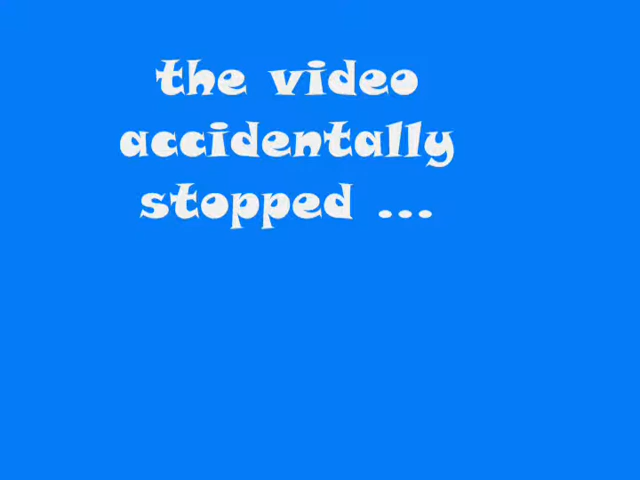 the video
accidentally
stopped ...